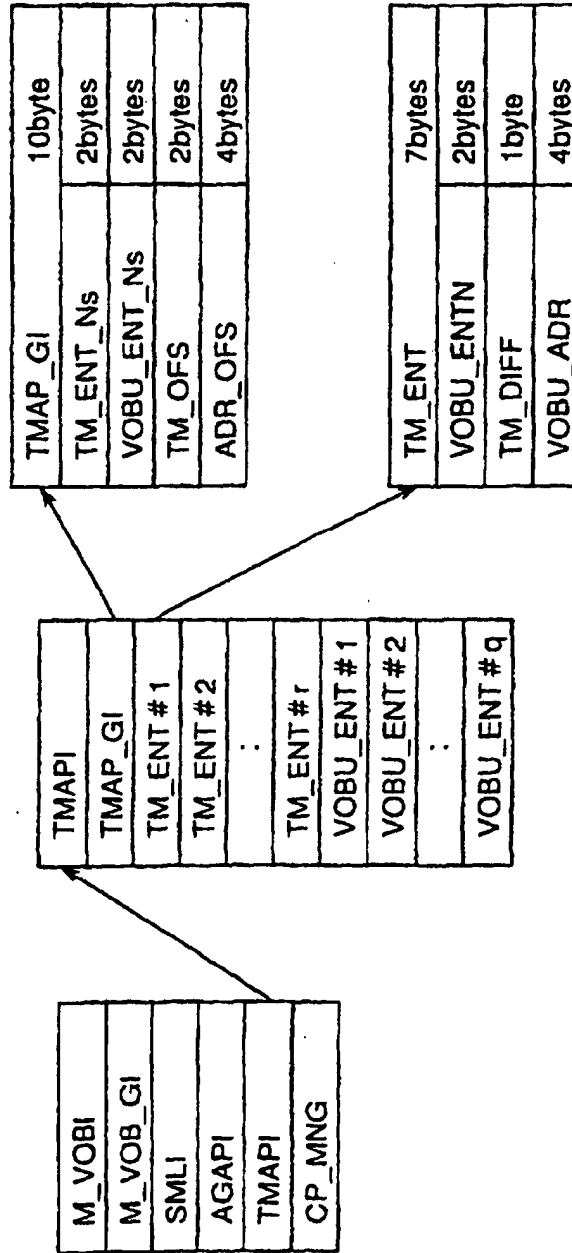 M_VOBI
M_VOB_GI
SMLI
AGAPI
TMAPI
CP_MNG
TMAPI
TMAP_GI
TM_ENT#1
TM_ENT#2
:
TM_ENT#r
VOBU_ENT#1
VOBU_ENT#2
:
VOBU_ENT#q
TMAP_GI 10byte
TM_ENT_Ns 2bytes
VOBU_ENT_Ns 2bytes
TM_OFS 2bytes
ADR_OFS 4bytes
TM_ENT 7bytes
VOBU_ENTN 2bytes
TM_DIFF 1byte
VOBU_ADR 4bytes